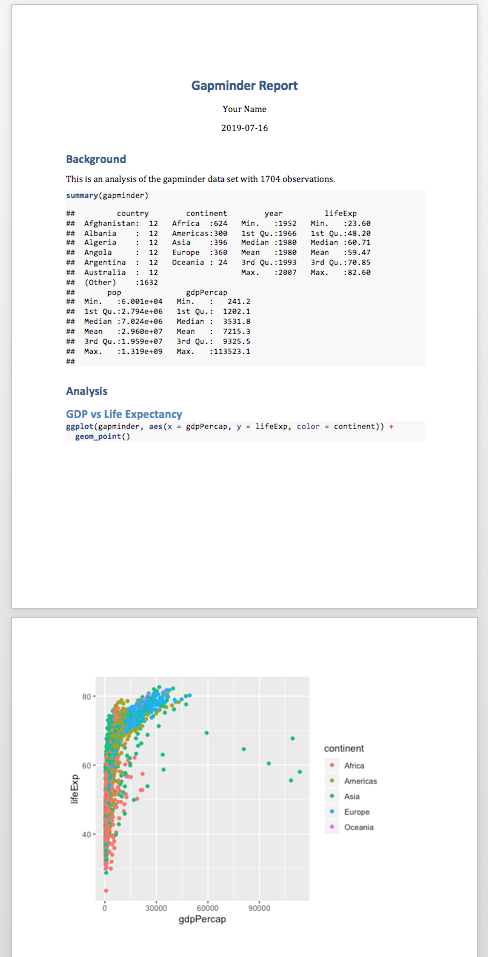 Gapminder Report
Your Name
2019-07-16
Background
This is an analysis of the gapminder data set with 1704 observations.
summary(gapminder)
##         country        continent        year         lifeExp
##  Afghanistan:  12   Africa  :624   Min.   :1952   Min.   :23.60
##  Albania    :  12   Americas:300   1st Qu.:1966   1st Qu.:48.20
##  Algeria    :  12   Asia    :396   Median :1980   Median :60.71
##  Angola     :  12   Europe  :360   Mean   :1980   Mean   :59.47
##  Argentina  :  12   Oceania : 24   3rd Qu.:1993   3rd Qu.:70.85
##  Australia  :  12                  Max.   :2007   Max.   :82.60
##  (Other)    :1632
##       pop              gdpPercap
##  Min.   :6.001e+04   Min.   :   241.2
##  1st Qu.:2.794e+06   1st Qu.:  1202.1
##  Median :7.024e+06   Median :  3531.8
##  Mean   :2.960e+07   Mean   :  7215.3
##  3rd Qu.:1.959e+07   3rd Qu.:  9325.5
##  Max.   :1.319e+09   Max.   :113523.1
##
Analysis
GDP vs Life Expectancy
ggplot(gapminder, aes(x = gdpPercap, y = lifeExp, color = continent)) +
  geom_point()
80
60
40
lifeExp
0 30000 60000 90000
gdpPercap
continent
Africa
Americas
Asia
Europe
Oceania